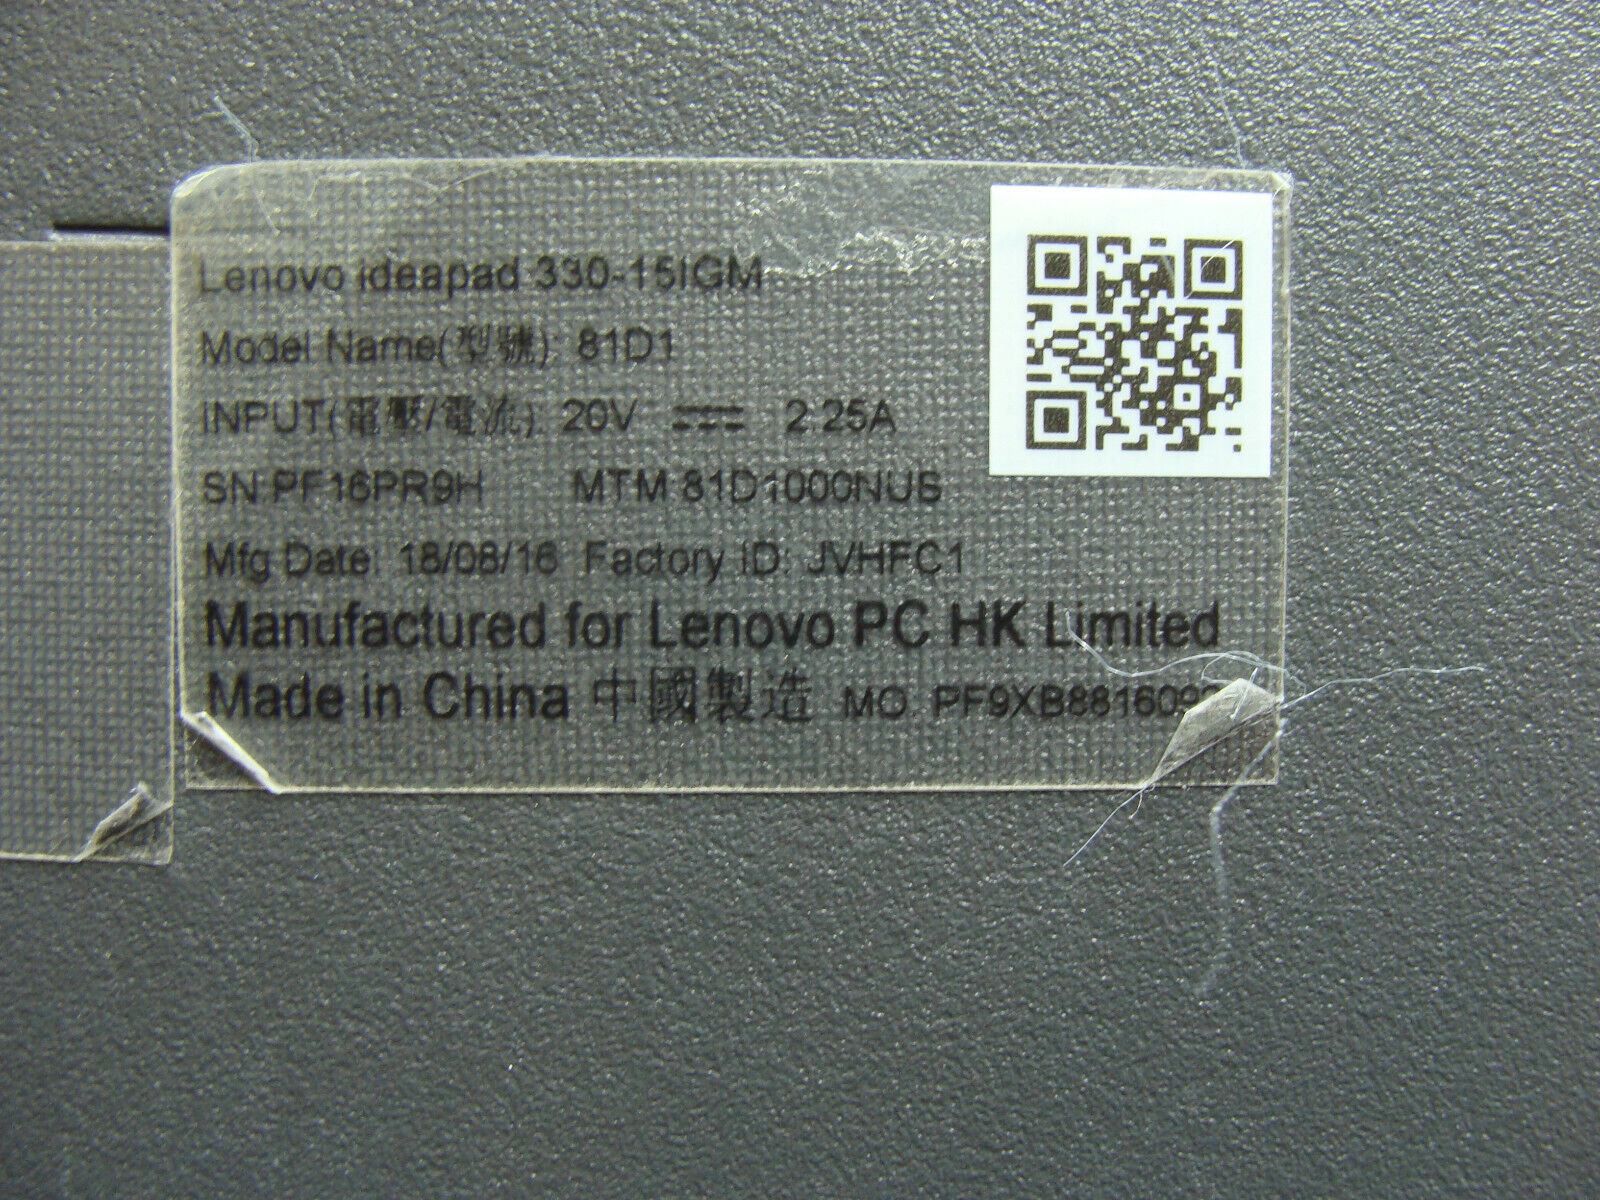 Lenovo ideapad 330-15IGM
Model Name(型號): 81D1
INPUT(電壓/電流): 20V ⎓ 2.25A
SN PF16PR9H MTM 81D1000NUS
Mfg Date: 18/08/16 Factory ID: JVHFC1
Manufactured for Lenovo PC HK Limited
Made in China 中國製造 MO: